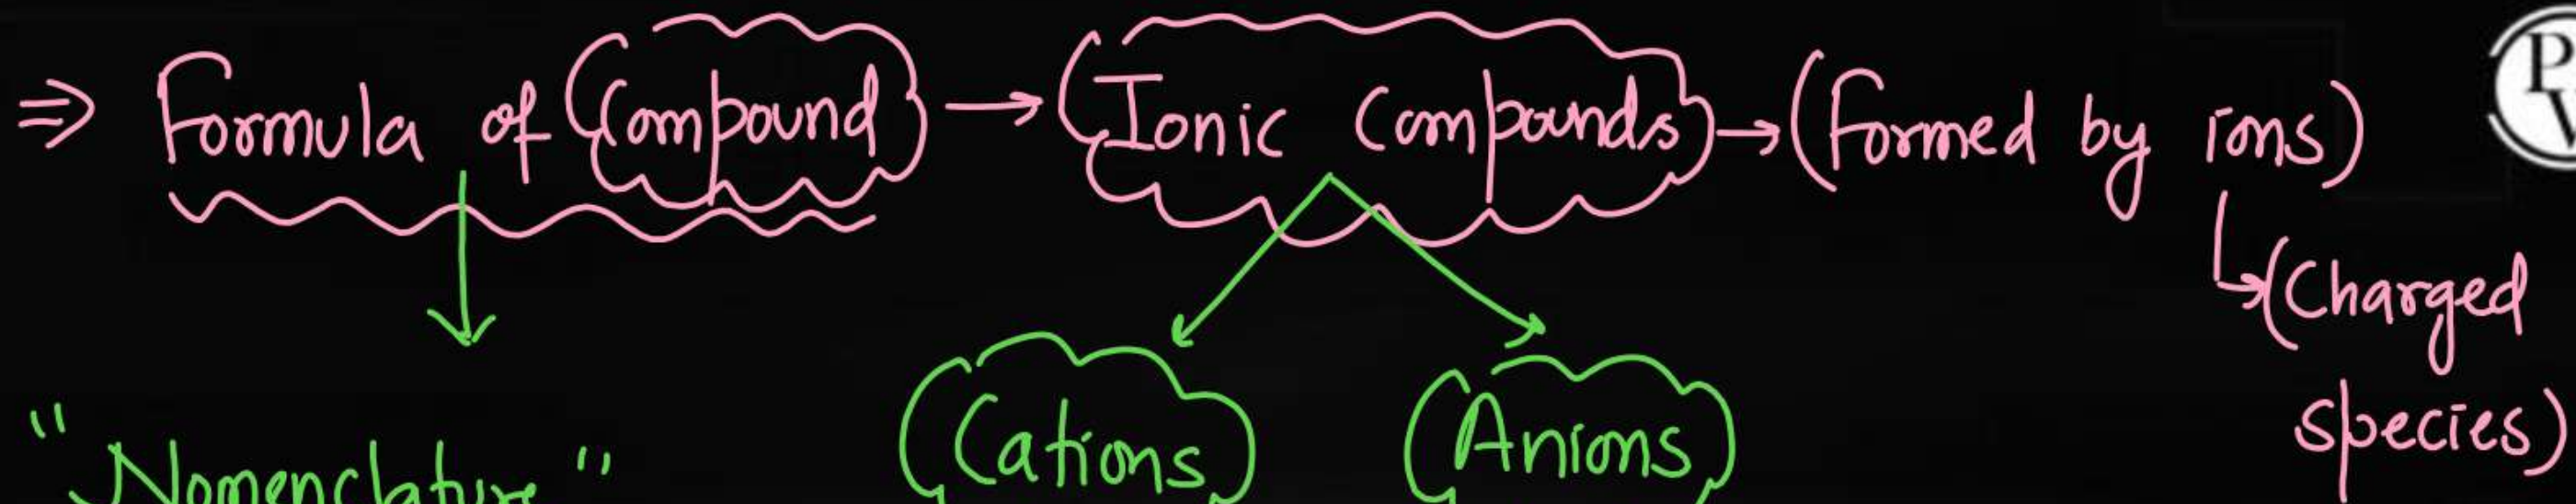 ⇒ Formula of Compound → (Ionic Compounds) → (Formed by ions)
↳ (Charged
species)
(Cations) (Anions)
"Nomenclature"
P
W